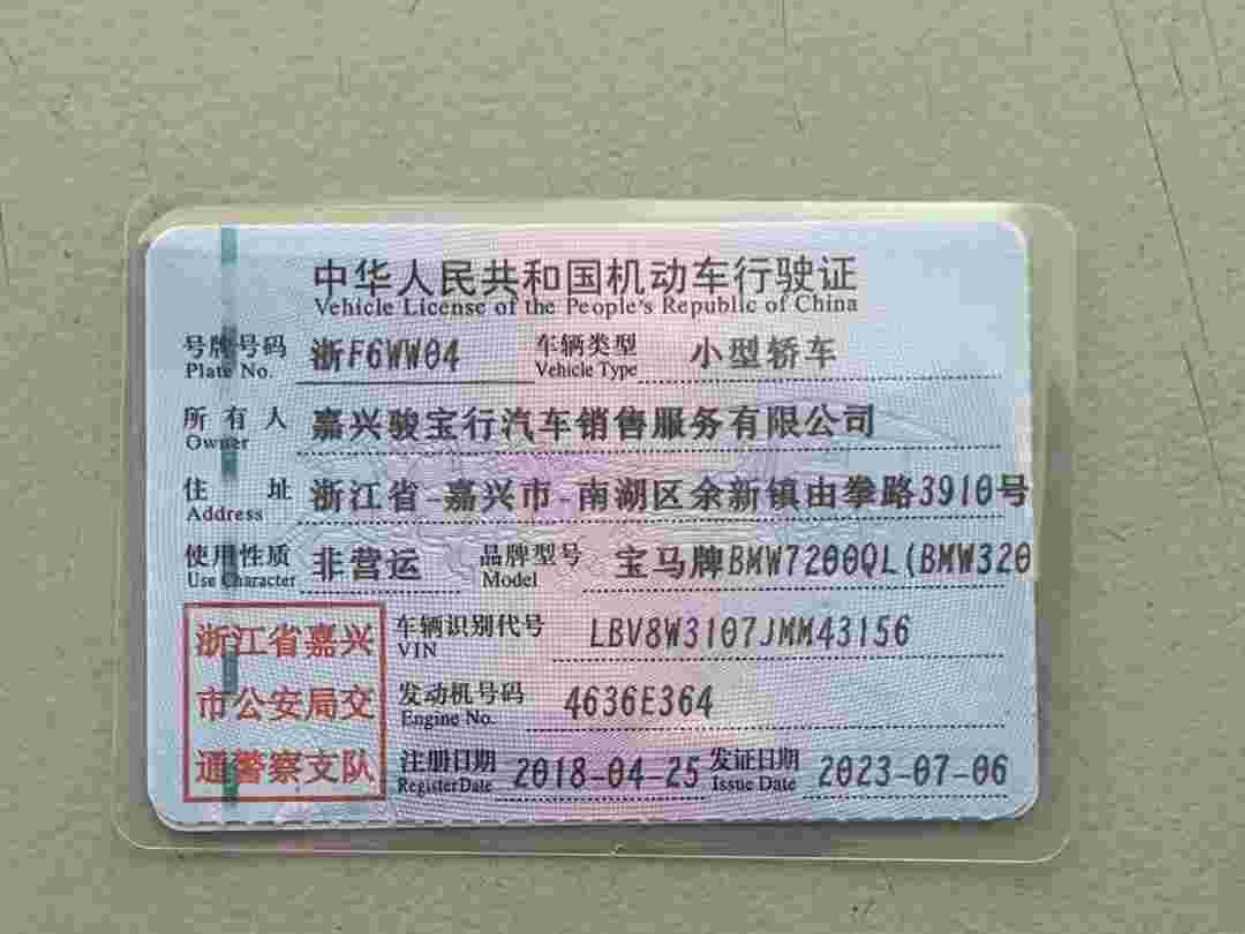 中华人民共和国机动车行驶证
Vehicle License of the People's Republic of China
号牌号码 浙F6WW04 车辆类型 小型轿车
Plate No. Vehicle Type
所有人 嘉兴骏宝行汽车销售服务有限公司
Owner
住址 浙江省-嘉兴市-南湖区余新镇由拳路3910号
Address
使用性质 非营运 品牌型号 宝马牌BMW7200QL(BMW320
Use Character Model
浙江省嘉兴
市公安局交
通警察支队
车辆识别代号 LBV8W3107JMM43156
VIN
发动机号码 4636E364
Engine No.
注册日期 2018-04-25 发证日期 2023-07-06
Register Date Issue Date